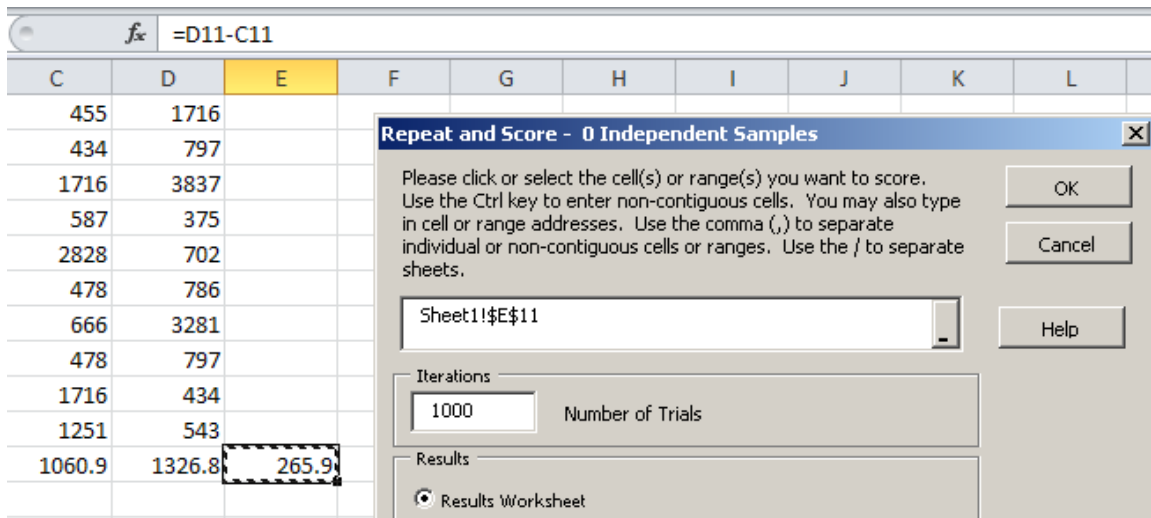 fx =D11-C11
C D E F G H I J K L
455 1716
434 797
1716 3837
587 375
2828 702
478 786
666 3281
478 797
1716 434
1251 543
1060.9 1326.8 265.9
Repeat and Score - 0 Independent Samples
Please click or select the cell(s) or range(s) you want to score.
Use the Ctrl key to enter non-contiguous cells. You may also type
in cell or range addresses. Use the comma (,) to separate
individual or non-contiguous cells or ranges. Use the / to separate
sheets.
OK
Cancel
Sheet1!$E$11
Help
Iterations
1000 Number of Trials
Results
Results Worksheet